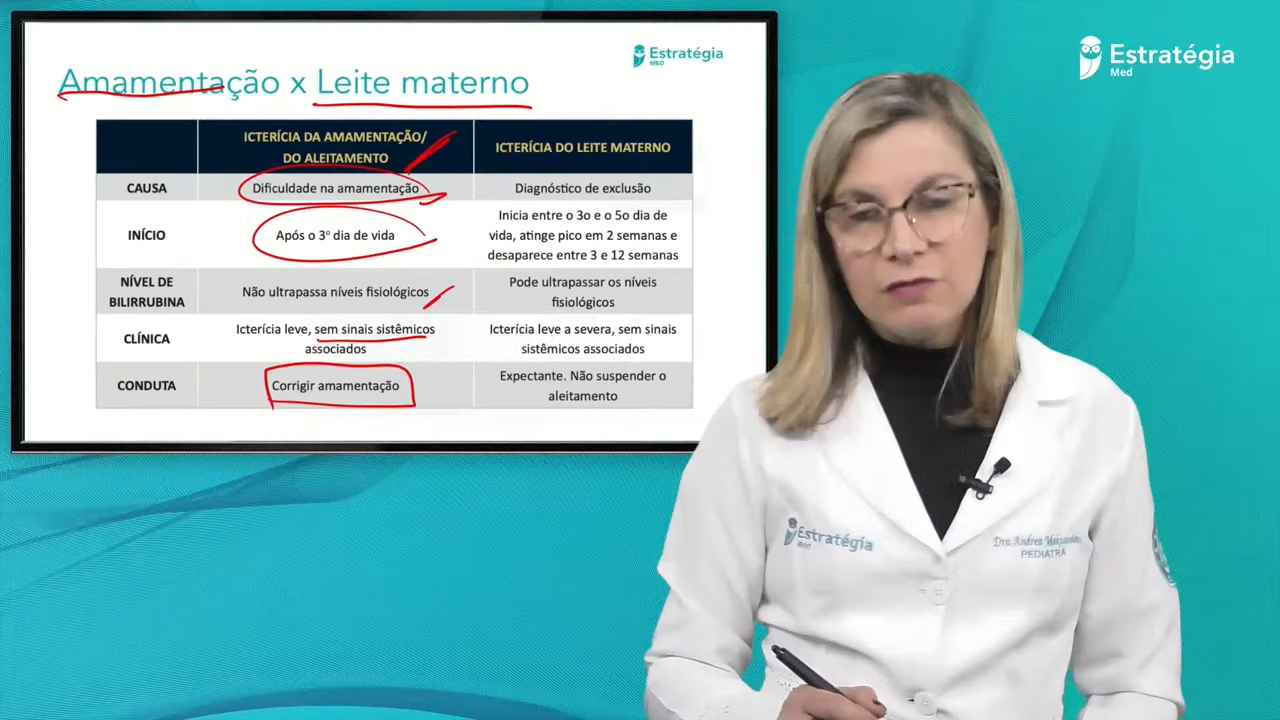 Estratégia
MED
Amamentação x Leite materno
ICTERÍCIA DA AMAMENTAÇÃO/
DO ALEITAMENTO
ICTERÍCIA DO LEITE MATERNO
CAUSA
Dificuldade na amamentação
Diagnóstico de exclusão
INÍCIO
Após o 3º dia de vida
Inicia entre o 3o e o 5o dia de
vida, atinge pico em 2 semanas e
desaparece entre 3 e 12 semanas
NÍVEL DE
BILIRRUBINA
Não ultrapassa níveis fisiológicos
Pode ultrapassar os níveis
fisiológicos
CLÍNICA
Icterícia leve, sem sinais sistêmicos
associados
Icterícia leve a severa, sem sinais
sistêmicos associados
CONDUTA
Corrigir amamentação
Expectante. Não suspender o
aleitamento
Estratégia
Med
Estratégia
Med
Dra. Andrea
PEDIATRA